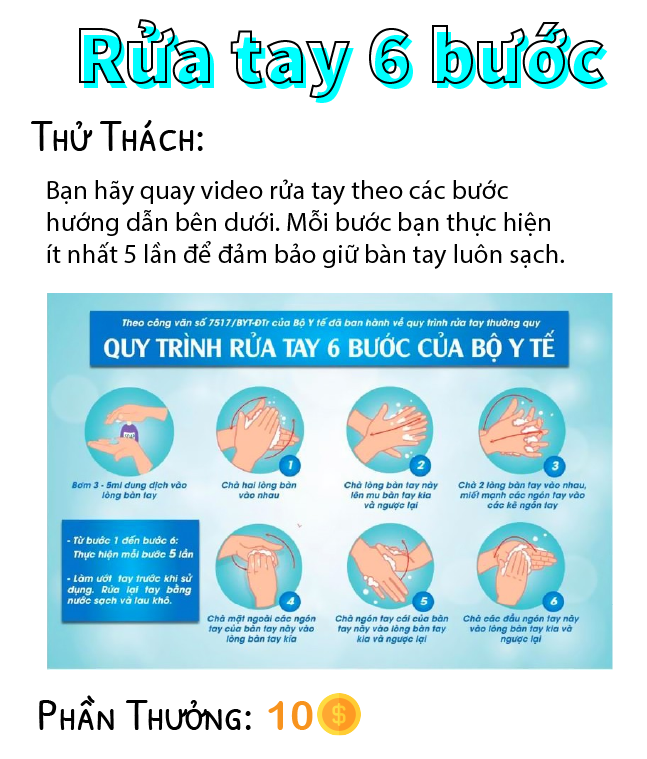 Rửa tay 6 bước
Thử Thách:
Bạn hãy quay video rửa tay theo các bước
hướng dẫn bên dưới. Mỗi bước bạn thực hiện
ít nhất 5 lần để đảm bảo giữ bàn tay luôn sạch.
Theo công văn số 7517/BYT-ĐTr của Bộ Y tế đã ban hành về quy trình rửa tay thường quy
QUY TRÌNH RỬA TAY 6 BƯỚC CỦA BỘ Y TẾ
Bơm 3 - 5ml dung dịch vào
lòng bàn tay
1
Chà hai lòng bàn
vào nhau
2
Chà lòng bàn tay này
lên mu bàn tay kia
và ngược lại
3
Chà 2 lòng bàn tay vào nhau,
miết mạnh các ngón tay vào
các kẽ ngón tay
- Từ bước 1 đến bước 6:
Thực hiện mỗi bước 5 lần
- Làm ướt tay trước khi sử
dụng. Rửa lại tay bằng
nước sạch và lau khô.
4
Chà mặt ngoài các ngón
tay của bàn tay này vào
lòng bàn tay kia
5
Chà ngón tay cái của bàn
tay này vào lòng bàn tay
kia và ngược lại
6
Chà các đầu ngón tay này
vào lòng bàn tay kia và
ngược lại
Phần Thưởng: 10 $